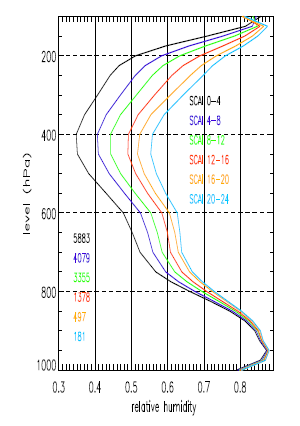 200
400
600
800
1000
level (hPa)
SCAI 0-4
SCAI 4-8
SCAI 8-12
SCAI 12-16
SCAI 16-20
SCAI 20-24
5883
4079
3355
1378
497
181
0.3 0.4 0.5 0.6 0.7 0.8
relative humidity